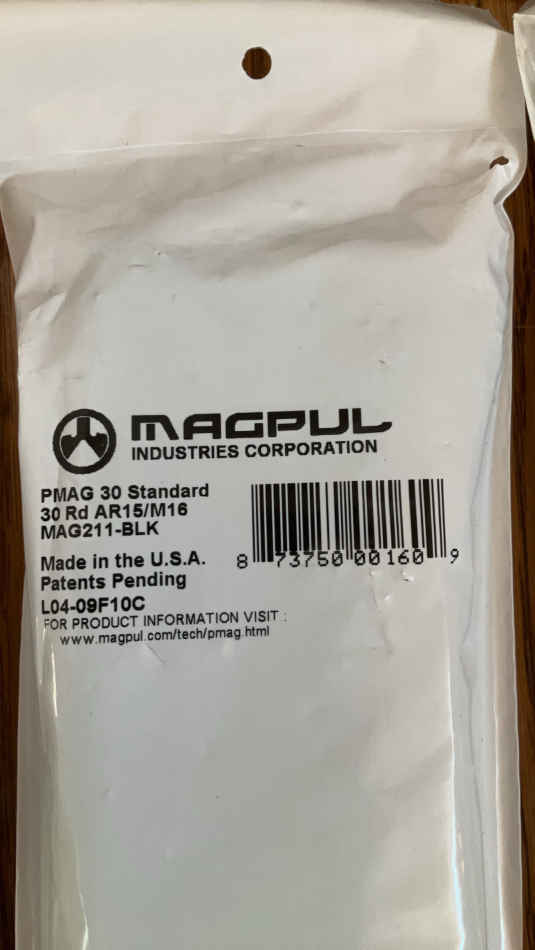 MAGPUL
INDUSTRIES CORPORATION
PMAG 30 Standard
30 Rd AR15/M16
MAG211-BLK
Made in the U.S.A.
Patents Pending
L04-09F10C
8 73750 00160 9
FOR PRODUCT INFORMATION VISIT :
www.magpul.com/tech/pmag.html